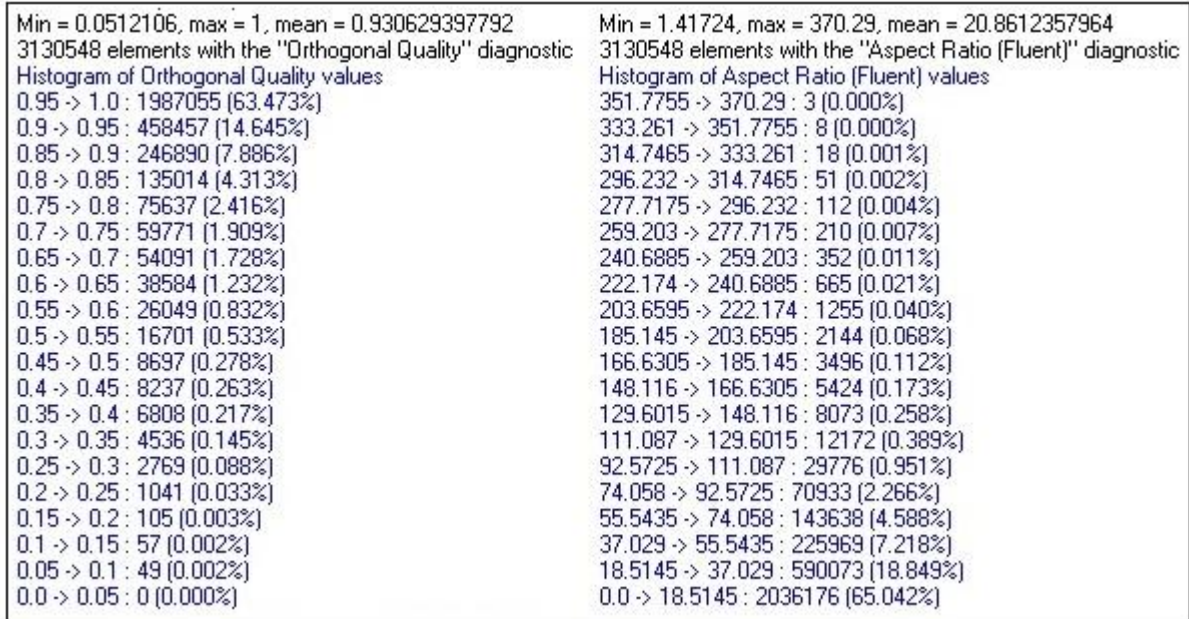 Min = 0.0512106, max = 1, mean = 0.930629397792
3130548 elements with the "Orthogonal Quality" diagnostic
Histogram of Orthogonal Quality values
0.95 -> 1.0 : 1987055 (63.473%)
0.9 -> 0.95 : 458457 (14.645%)
0.85 -> 0.9 : 246890 (7.886%)
0.8 -> 0.85 : 135014 (4.313%)
0.75 -> 0.8 : 75637 (2.416%)
0.7 -> 0.75 : 59771 (1.909%)
0.65 -> 0.7 : 54091 (1.728%)
0.6 -> 0.65 : 38584 (1.232%)
0.55 -> 0.6 : 26049 (0.832%)
0.5 -> 0.55 : 16701 (0.533%)
0.45 -> 0.5 : 8697 (0.278%)
0.4 -> 0.45 : 8237 (0.263%)
0.35 -> 0.4 : 6808 (0.217%)
0.3 -> 0.35 : 4536 (0.145%)
0.25 -> 0.3 : 2769 (0.088%)
0.2 -> 0.25 : 1041 (0.033%)
0.15 -> 0.2 : 105 (0.003%)
0.1 -> 0.15 : 57 (0.002%)
0.05 -> 0.1 : 49 (0.002%)
0.0 -> 0.05 : 0 (0.000%)
Min = 1.41724, max = 370.29, mean = 20.8612357964
3130548 elements with the "Aspect Ratio (Fluent)" diagnostic
Histogram of Aspect Ratio (Fluent) values
351.7755 -> 370.29 : 3 (0.000%)
333.261 -> 351.7755 : 8 (0.000%)
314.7465 -> 333.261 : 18 (0.001%)
296.232 -> 314.7465 : 51 (0.002%)
277.7175 -> 296.232 : 112 (0.004%)
259.203 -> 277.7175 : 210 (0.007%)
240.6885 -> 259.203 : 352 (0.011%)
222.174 -> 240.6885 : 665 (0.021%)
203.6595 -> 222.174 : 1255 (0.040%)
185.145 -> 203.6595 : 2144 (0.068%)
166.6305 -> 185.145 : 3496 (0.112%)
148.116 -> 166.6305 : 5424 (0.173%)
129.6015 -> 148.116 : 8073 (0.258%)
111.087 -> 129.6015 : 12172 (0.389%)
92.5725 -> 111.087 : 29776 (0.951%)
74.058 -> 92.5725 : 70933 (2.266%)
55.5435 -> 74.058 : 143638 (4.588%)
37.029 -> 55.5435 : 225969 (7.218%)
18.5145 -> 37.029 : 590073 (18.849%)
0.0 -> 18.5145 : 2036176 (65.042%)